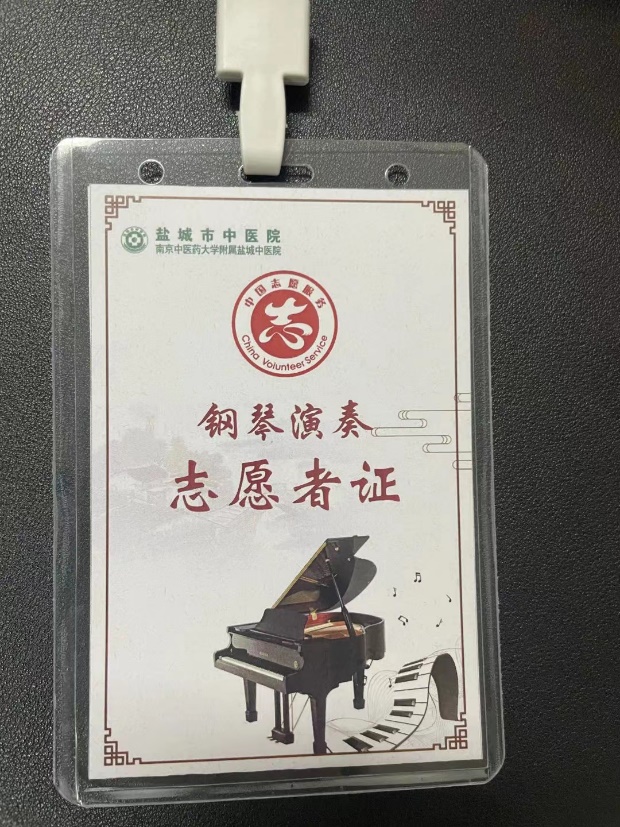 盐城市中医院
南京中医药大学附属盐城中医院
中国志愿服务
志
China Volunteer Service
钢琴演奏
志愿者证